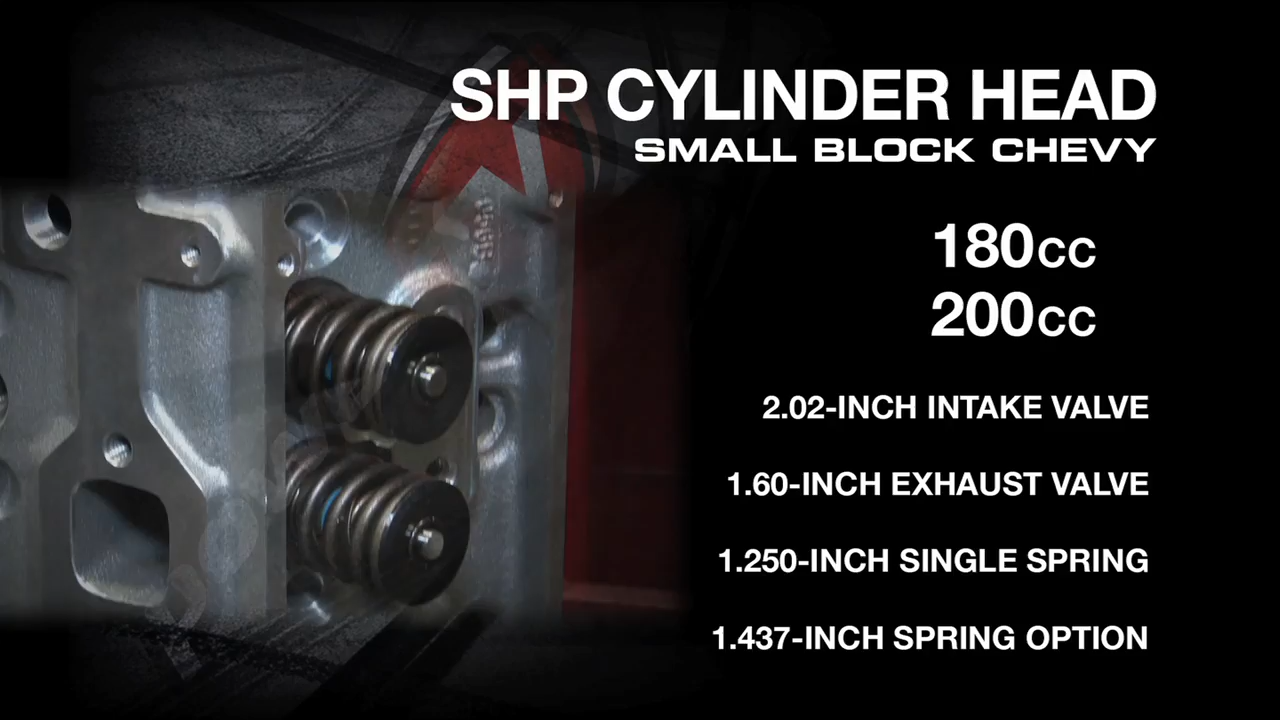 SHP CYLINDER HEAD
SMALL BLOCK CHEVY
180cc
200cc
2.02-INCH INTAKE VALVE
1.60-INCH EXHAUST VALVE
1.250-INCH SINGLE SPRING
1.437-INCH SPRING OPTION